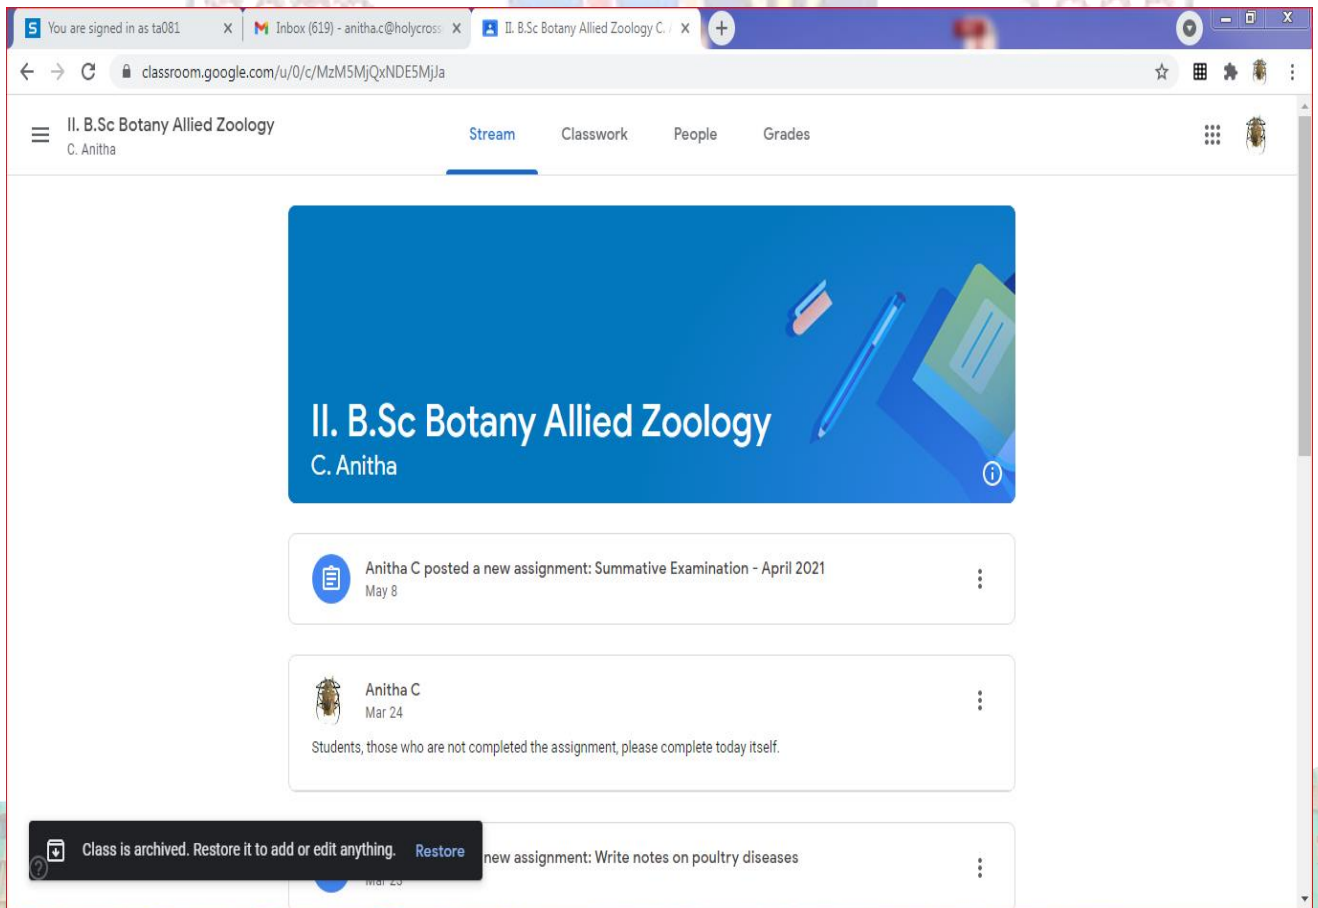 You are signed in as ta081
Inbox (619) - anitha.c@holycross
II. B.Sc Botany Allied Zoology C.
classroom.google.com/u/0/c/MzM5MjQxNDE5MjJa
II. B.Sc Botany Allied Zoology
C. Anitha
Stream Classwork People Grades
II. B.Sc Botany Allied Zoology
C. Anitha
Anitha C posted a new assignment: Summative Examination - April 2021
May 8
Anitha C
Mar 24
Students, those who are not completed the assignment, please complete today itself.
Class is archived. Restore it to add or edit anything. Restore
new assignment: Write notes on poultry diseases